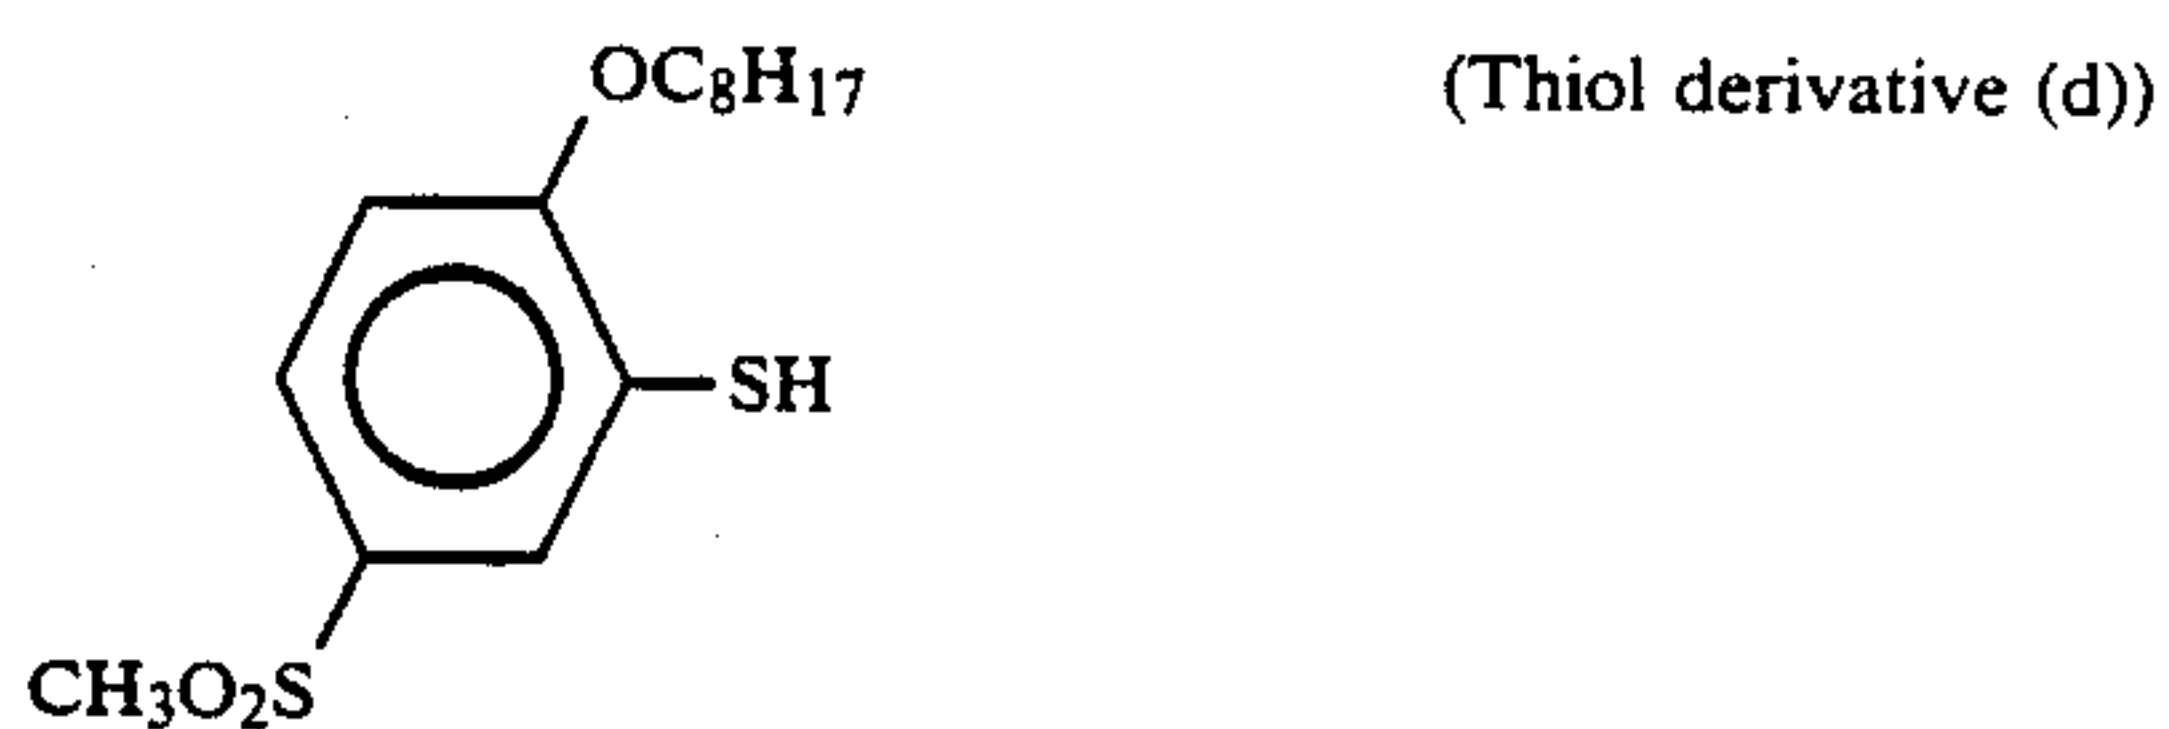 OC₈H₁₇ (Thiol derivative (d))
SH
CH₃O₂S